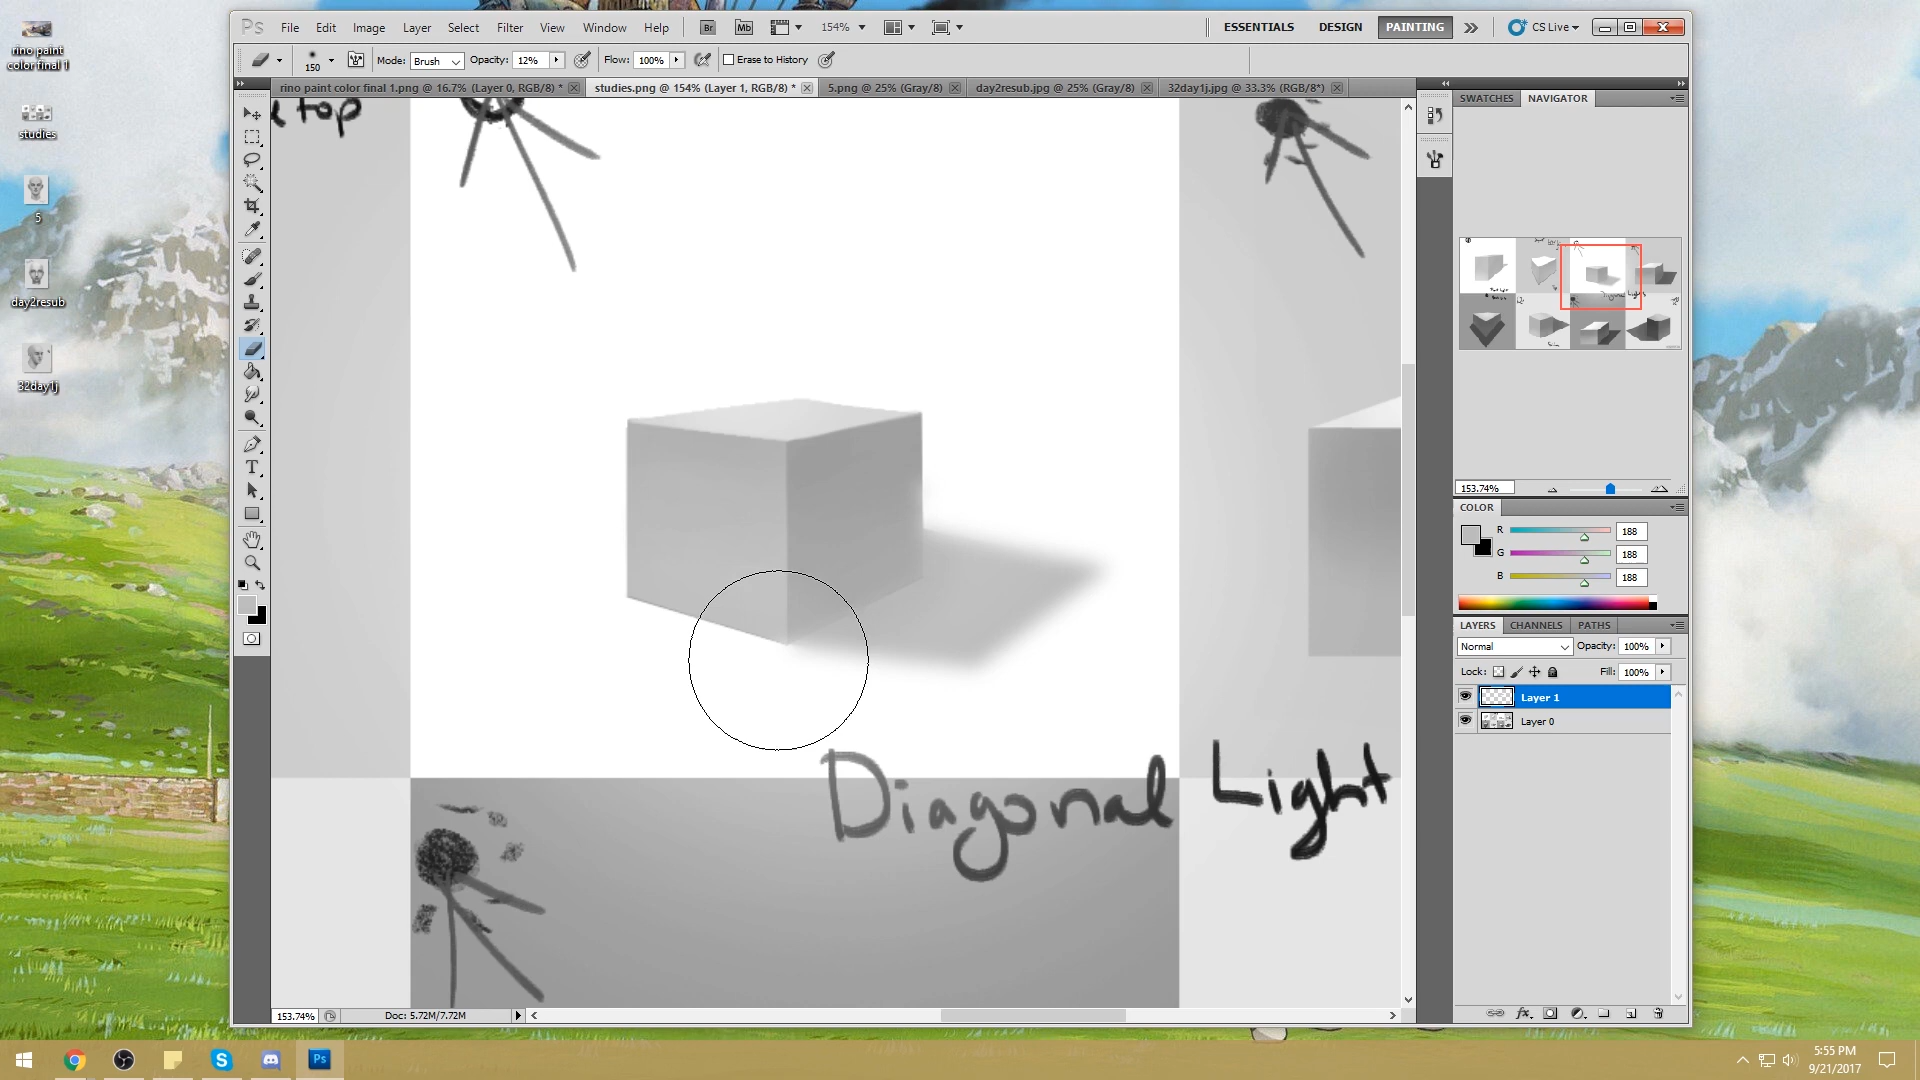 rino paint
color final 1
studies
5
day2resub
32day1j
Ps
File Edit Image Layer Select Filter View Window Help Br Mb 154% ESSENTIALS DESIGN PAINTING CS Live
150 Mode: Brush Opacity: 12% Flow: 100% Erase to History
rino paint color final 1.png @ 16.7% (Layer 0, RGB/8) * studies.png @ 154% (Layer 1, RGB/8) * 5.png @ 25% (Gray/8) day2resub.jpg @ 25% (Gray/8) 32day1j.jpg @ 33.3% (RGB/8*)
top
Diagonal Light
SWATCHES NAVIGATOR
153.74%
COLOR
R 188
G 188
B 188
LAYERS CHANNELS PATHS
Normal Opacity: 100%
Lock: Fill: 100%
Layer 1
Layer 0
153.74% Doc: 5.72M/7.72M
Ps
5:55 PM
9/21/2017